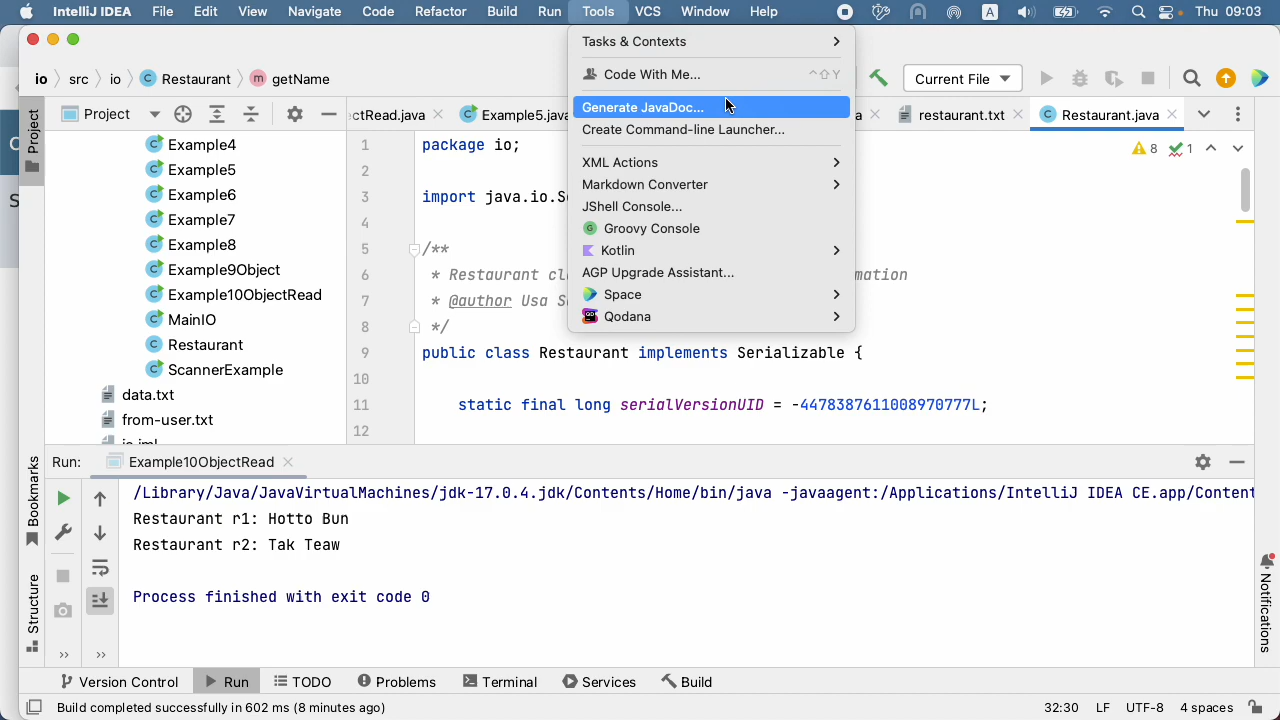 IntelliJ IDEA File Edit View Navigate Code Refactor Build Run Tools VCS Window Help A Thu 09:03
Tasks & Contexts
Code With Me... ^⇧Y
Generate JavaDoc...
Create Command-line Launcher...
XML Actions
Markdown Converter
JShell Console...
Groovy Console
Kotlin
AGP Upgrade Assistant...
Space
Qodana
io src io Restaurant getName
Current File
Project
ctRead.java Example5.java a restaurant.txt Restaurant.java
8 1
Project
Example4
Example5
Example6
Example7
Example8
Example9Object
Example10ObjectRead
MainIO
Restaurant
ScannerExample
data.txt
from-user.txt
io.iml
1 package io;
2
3 import java.io.S
4
5 /**
6 * Restaurant cl mation
7 * @author Usa S
8 */
9 public class Restaurant implements Serializable {
10
11 static final long serialVersionUID = -4478387611008970777L;
12
Run: Example10ObjectRead
/Library/Java/JavaVirtualMachines/jdk-17.0.4.jdk/Contents/Home/bin/java -javaagent:/Applications/IntelliJ IDEA CE.app/Content
Restaurant r1: Hotto Bun
Restaurant r2: Tak Teaw
Process finished with exit code 0
Bookmarks
Structure
Notifications
Version Control Run TODO Problems Terminal Services Build
Build completed successfully in 602 ms (8 minutes ago) 32:30 LF UTF-8 4 spaces